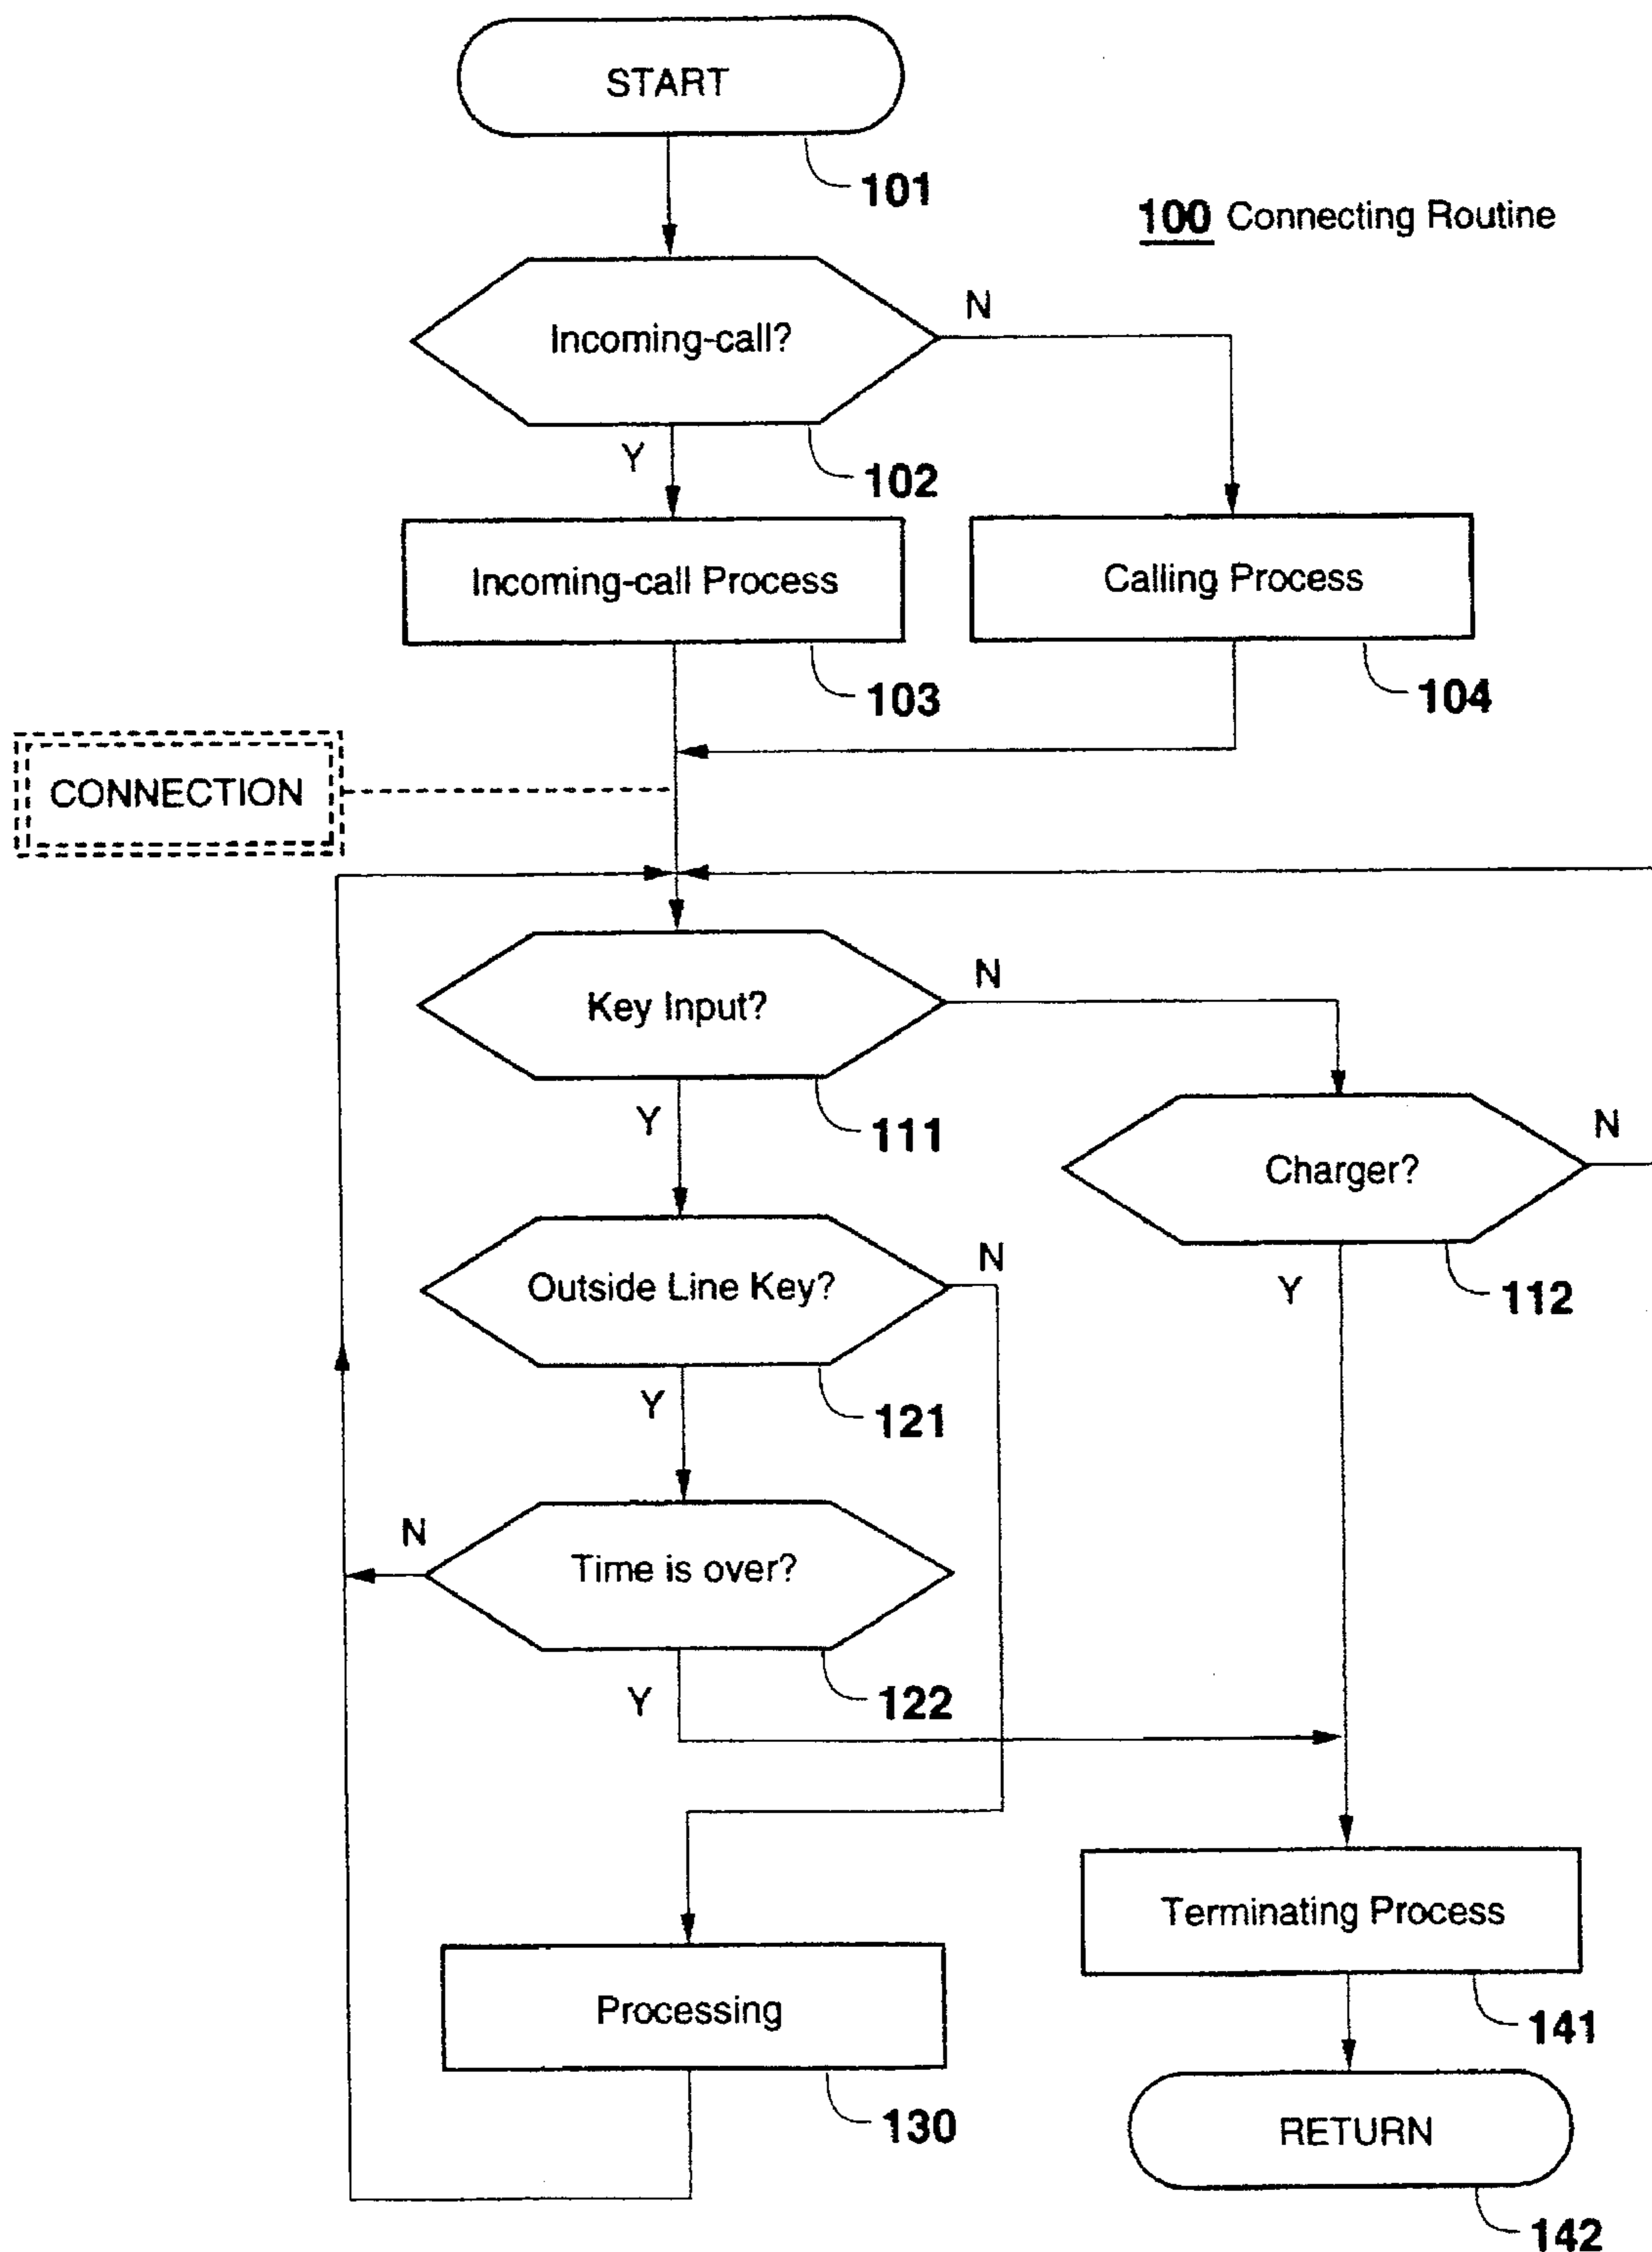 START
101
100 Connecting Routine
Incoming-call?
N
Y
102
Incoming-call Process
Calling Process
103
104
CONNECTION
Key Input?
N
Y
111
Charger?
N
Y
112
Outside Line Key?
N
Y
121
Time is over?
N
Y
122
Terminating Process
141
Processing
130
RETURN
142